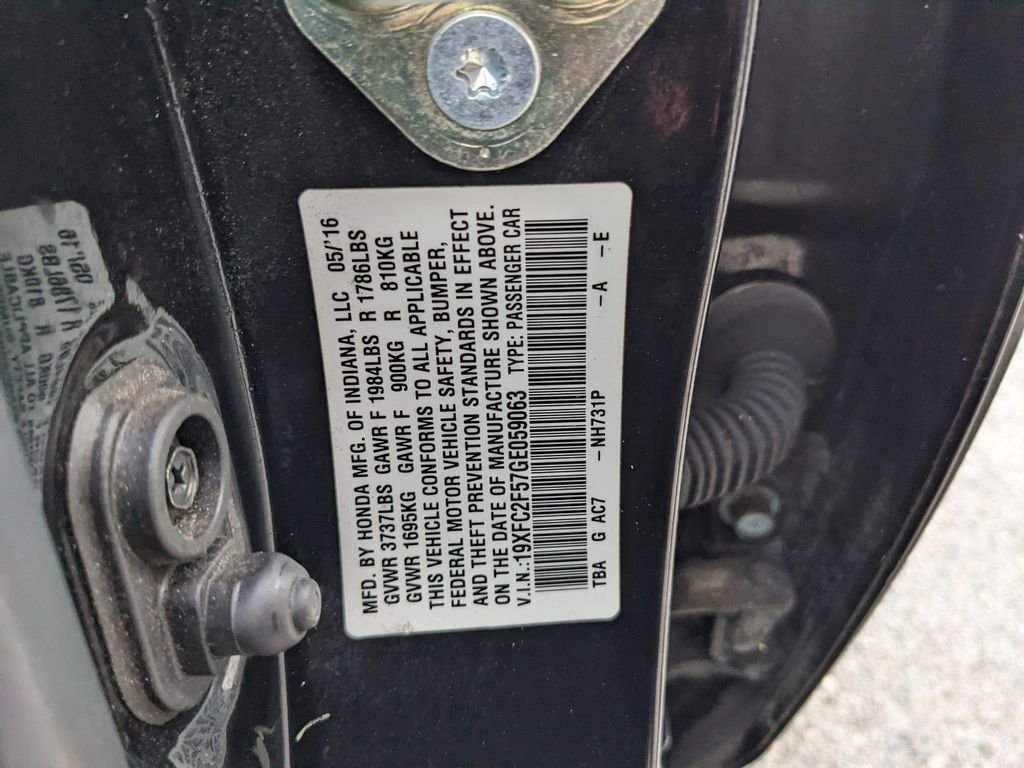 MFD. BY HONDA MFG. OF INDIANA, LLC 05/'16
GVWR 3737LBS GAWR F 1984LBS R 1786LBS
GVWR 1695KG GAWR F 900KG R 810KG
THIS VEHICLE CONFORMS TO ALL APPLICABLE
FEDERAL MOTOR VEHICLE SAFETY, BUMPER,
AND THEFT PREVENTION STANDARDS IN EFFECT
ON THE DATE OF MANUFACTURE SHOWN ABOVE.
V.I.N.:19XFC2F57GE059063 TYPE: PASSENGER CAR
TBA G AC7 -NH731P -A -E